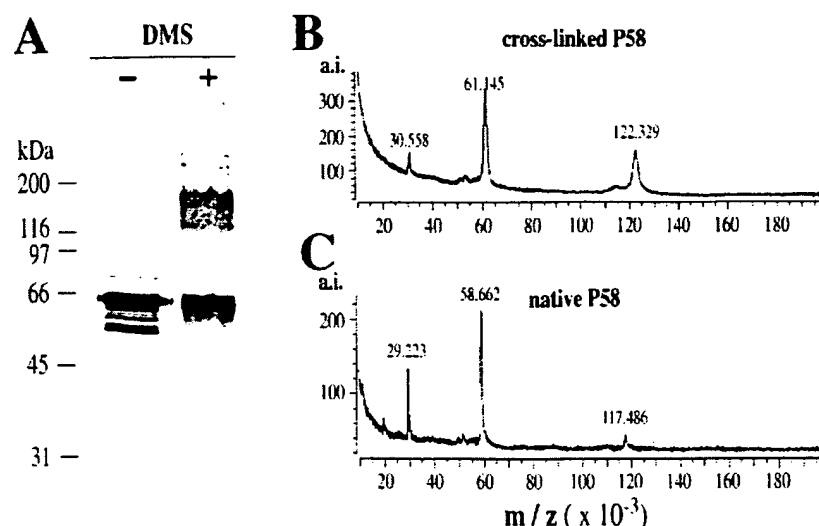 A
DMS
− +
kDa
200
116
97
66
45
31
B
cross-linked P58
a.i.
300
200
100
30.558
61.145
122.329
20 40 60 80 100 120 140 160 180
C
native P58
a.i.
200
100
29.223
58.662
117.486
20 40 60 80 100 120 140 160 180
m / z ( x 10⁻³)